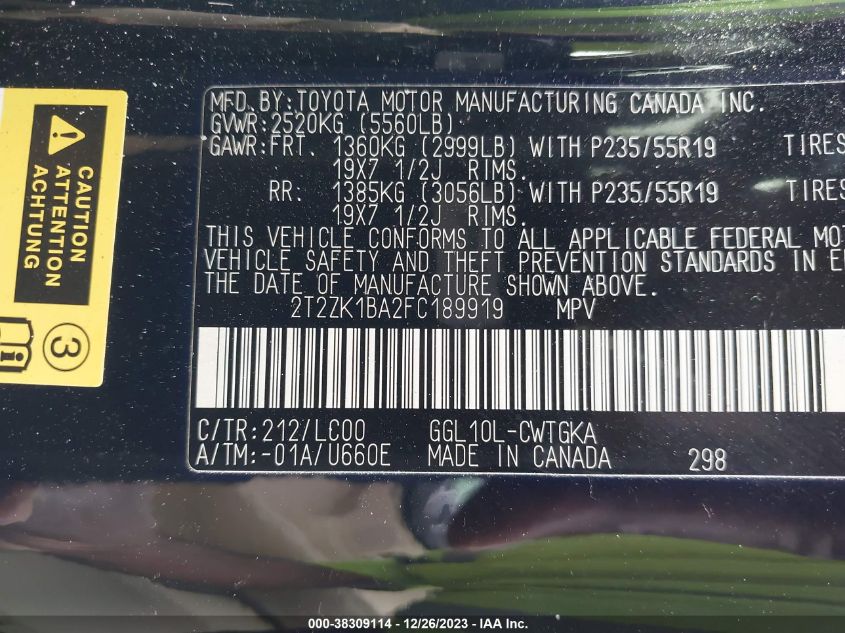 MFD. BY: TOYOTA MOTOR MANUFACTURING CANADA INC.
GVWR: 2520KG (5560LB)
GAWR: FRT. 1360KG (2999LB) WITH P235/55R19 TIRES
19X7 1/2J RIMS.
RR. 1385KG (3056LB) WITH P235/55R19 TIRES
19X7 1/2J RIMS.
THIS VEHICLE CONFORMS TO ALL APPLICABLE FEDERAL MOT
VEHICLE SAFETY AND THEFT PREVENTION STANDARDS IN E
THE DATE OF MANUFACTURE SHOWN ABOVE.
2T2ZK1BA2FC189919 MPV
C/TR: 212/LC00 GGL10L-CWTGKA
A/TM: -01A/U660E MADE IN CANADA 298
CAUTION
ATTENTION
ACHTUNG
3
000-38309114 - 12/26/2023 - IAA Inc.